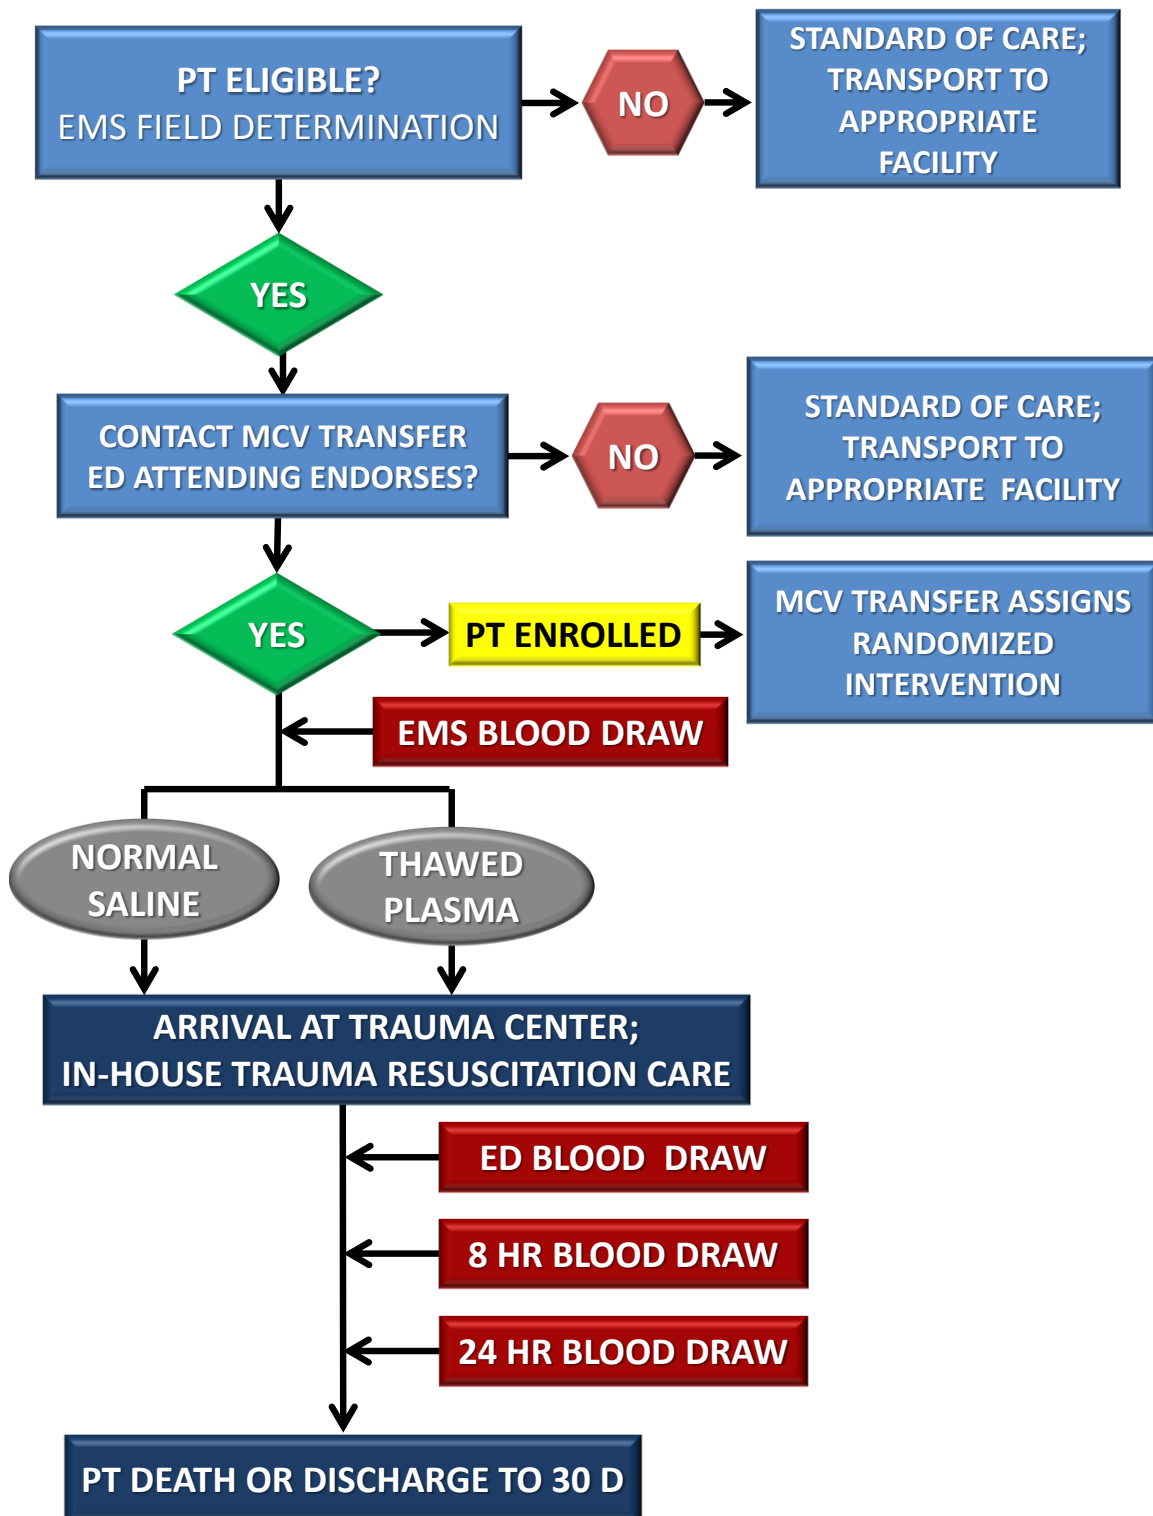 PT ELIGIBLE?
EMS FIELD DETERMINATION
NO
STANDARD OF CARE;
TRANSPORT TO
APPROPRIATE
FACILITY
YES
CONTACT MCV TRANSFER
ED ATTENDING ENDORSES?
NO
STANDARD OF CARE;
TRANSPORT TO
APPROPRIATE FACILITY
YES
PT ENROLLED
MCV TRANSFER ASSIGNS
RANDOMIZED
INTERVENTION
EMS BLOOD DRAW
NORMAL
SALINE
THAWED
PLASMA
ARRIVAL AT TRAUMA CENTER;
IN-HOUSE TRAUMA RESUSCITATION CARE
ED BLOOD DRAW
8 HR BLOOD DRAW
24 HR BLOOD DRAW
PT DEATH OR DISCHARGE TO 30 D